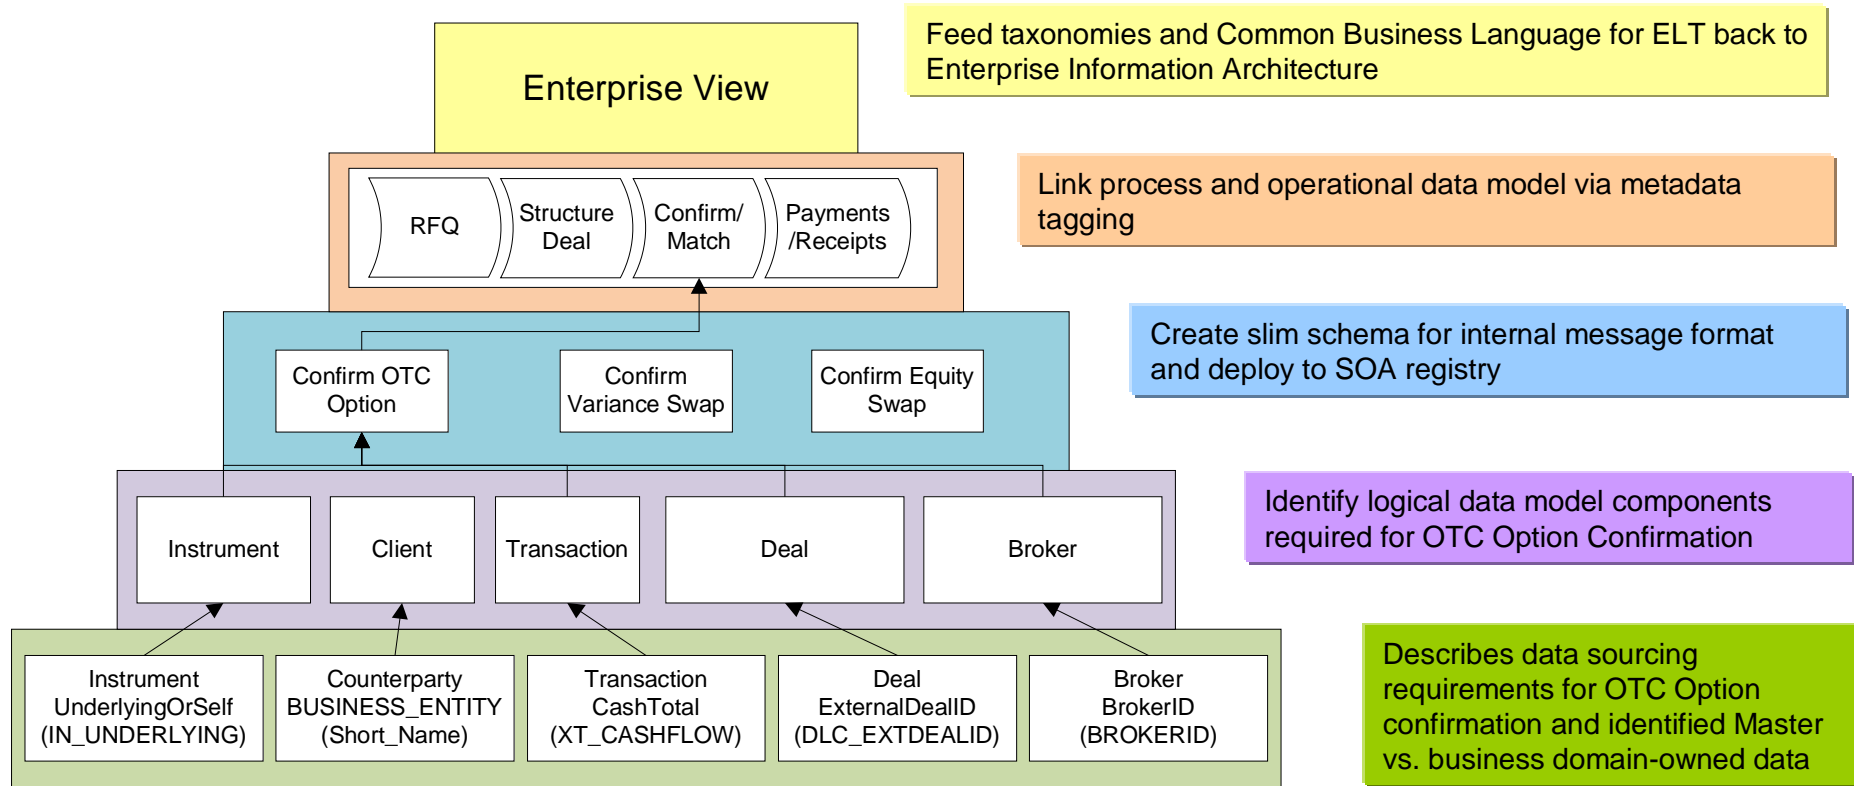 Enterprise View
Feed taxonomies and Common Business Language for ELT back to
Enterprise Information Architecture
RFQ
Structure
Deal
Confirm/
Match
Payments
/Receipts
Link process and operational data model via metadata
tagging
Confirm OTC
Option
Confirm
Variance Swap
Confirm Equity
Swap
Create slim schema for internal message format
and deploy to SOA registry
Instrument
Client
Transaction
Deal
Broker
Identify logical data model components
required for OTC Option Confirmation
Instrument
UnderlyingOrSelf
(IN_UNDERLYING)
Counterparty
BUSINESS_ENTITY
(Short_Name)
Transaction
CashTotal
(XT_CASHFLOW)
Deal
ExternalDealID
(DLC_EXTDEALID)
Broker
BrokerID
(BROKERID)
Describes data sourcing
requirements for OTC Option
confirmation and identified Master
vs. business domain-owned data